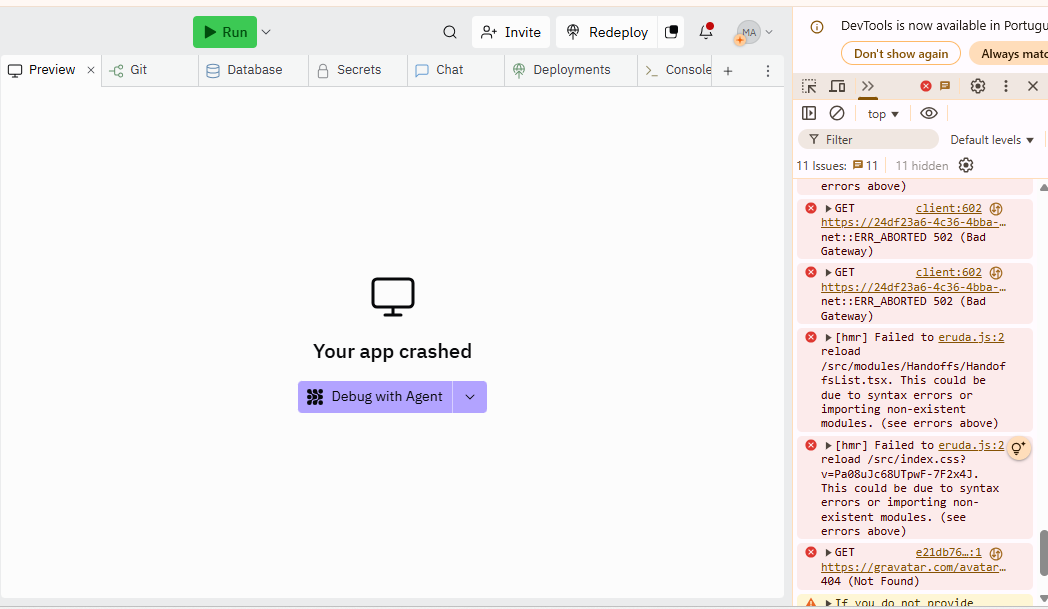 Run
Invite
Redeploy
MA
Preview
Git
Database
Secrets
Chat
Deployments
Console
Your app crashed
Debug with Agent
DevTools is now available in Portugu
Don't show again
Always matc
top
Filter
Default levels
11 Issues: 11
11 hidden
errors above)
GET client:602
https://24df23a6-4c36-4bba-…
net::ERR_ABORTED 502 (Bad
Gateway)
GET client:602
https://24df23a6-4c36-4bba-…
net::ERR_ABORTED 502 (Bad
Gateway)
[hmr] Failed to eruda.js:2
reload
/src/modules/Handoffs/Handof
fsList.tsx. This could be
due to syntax errors or
importing non-existent
modules. (see errors above)
[hmr] Failed to eruda.js:2
reload /src/index.css?
v=Pa08uJc68UTpwF-7F2x4J.
This could be due to syntax
errors or importing non-
existent modules. (see
errors above)
GET e21db76…:1
https://gravatar.com/avatar…
404 (Not Found)
If you do not provide